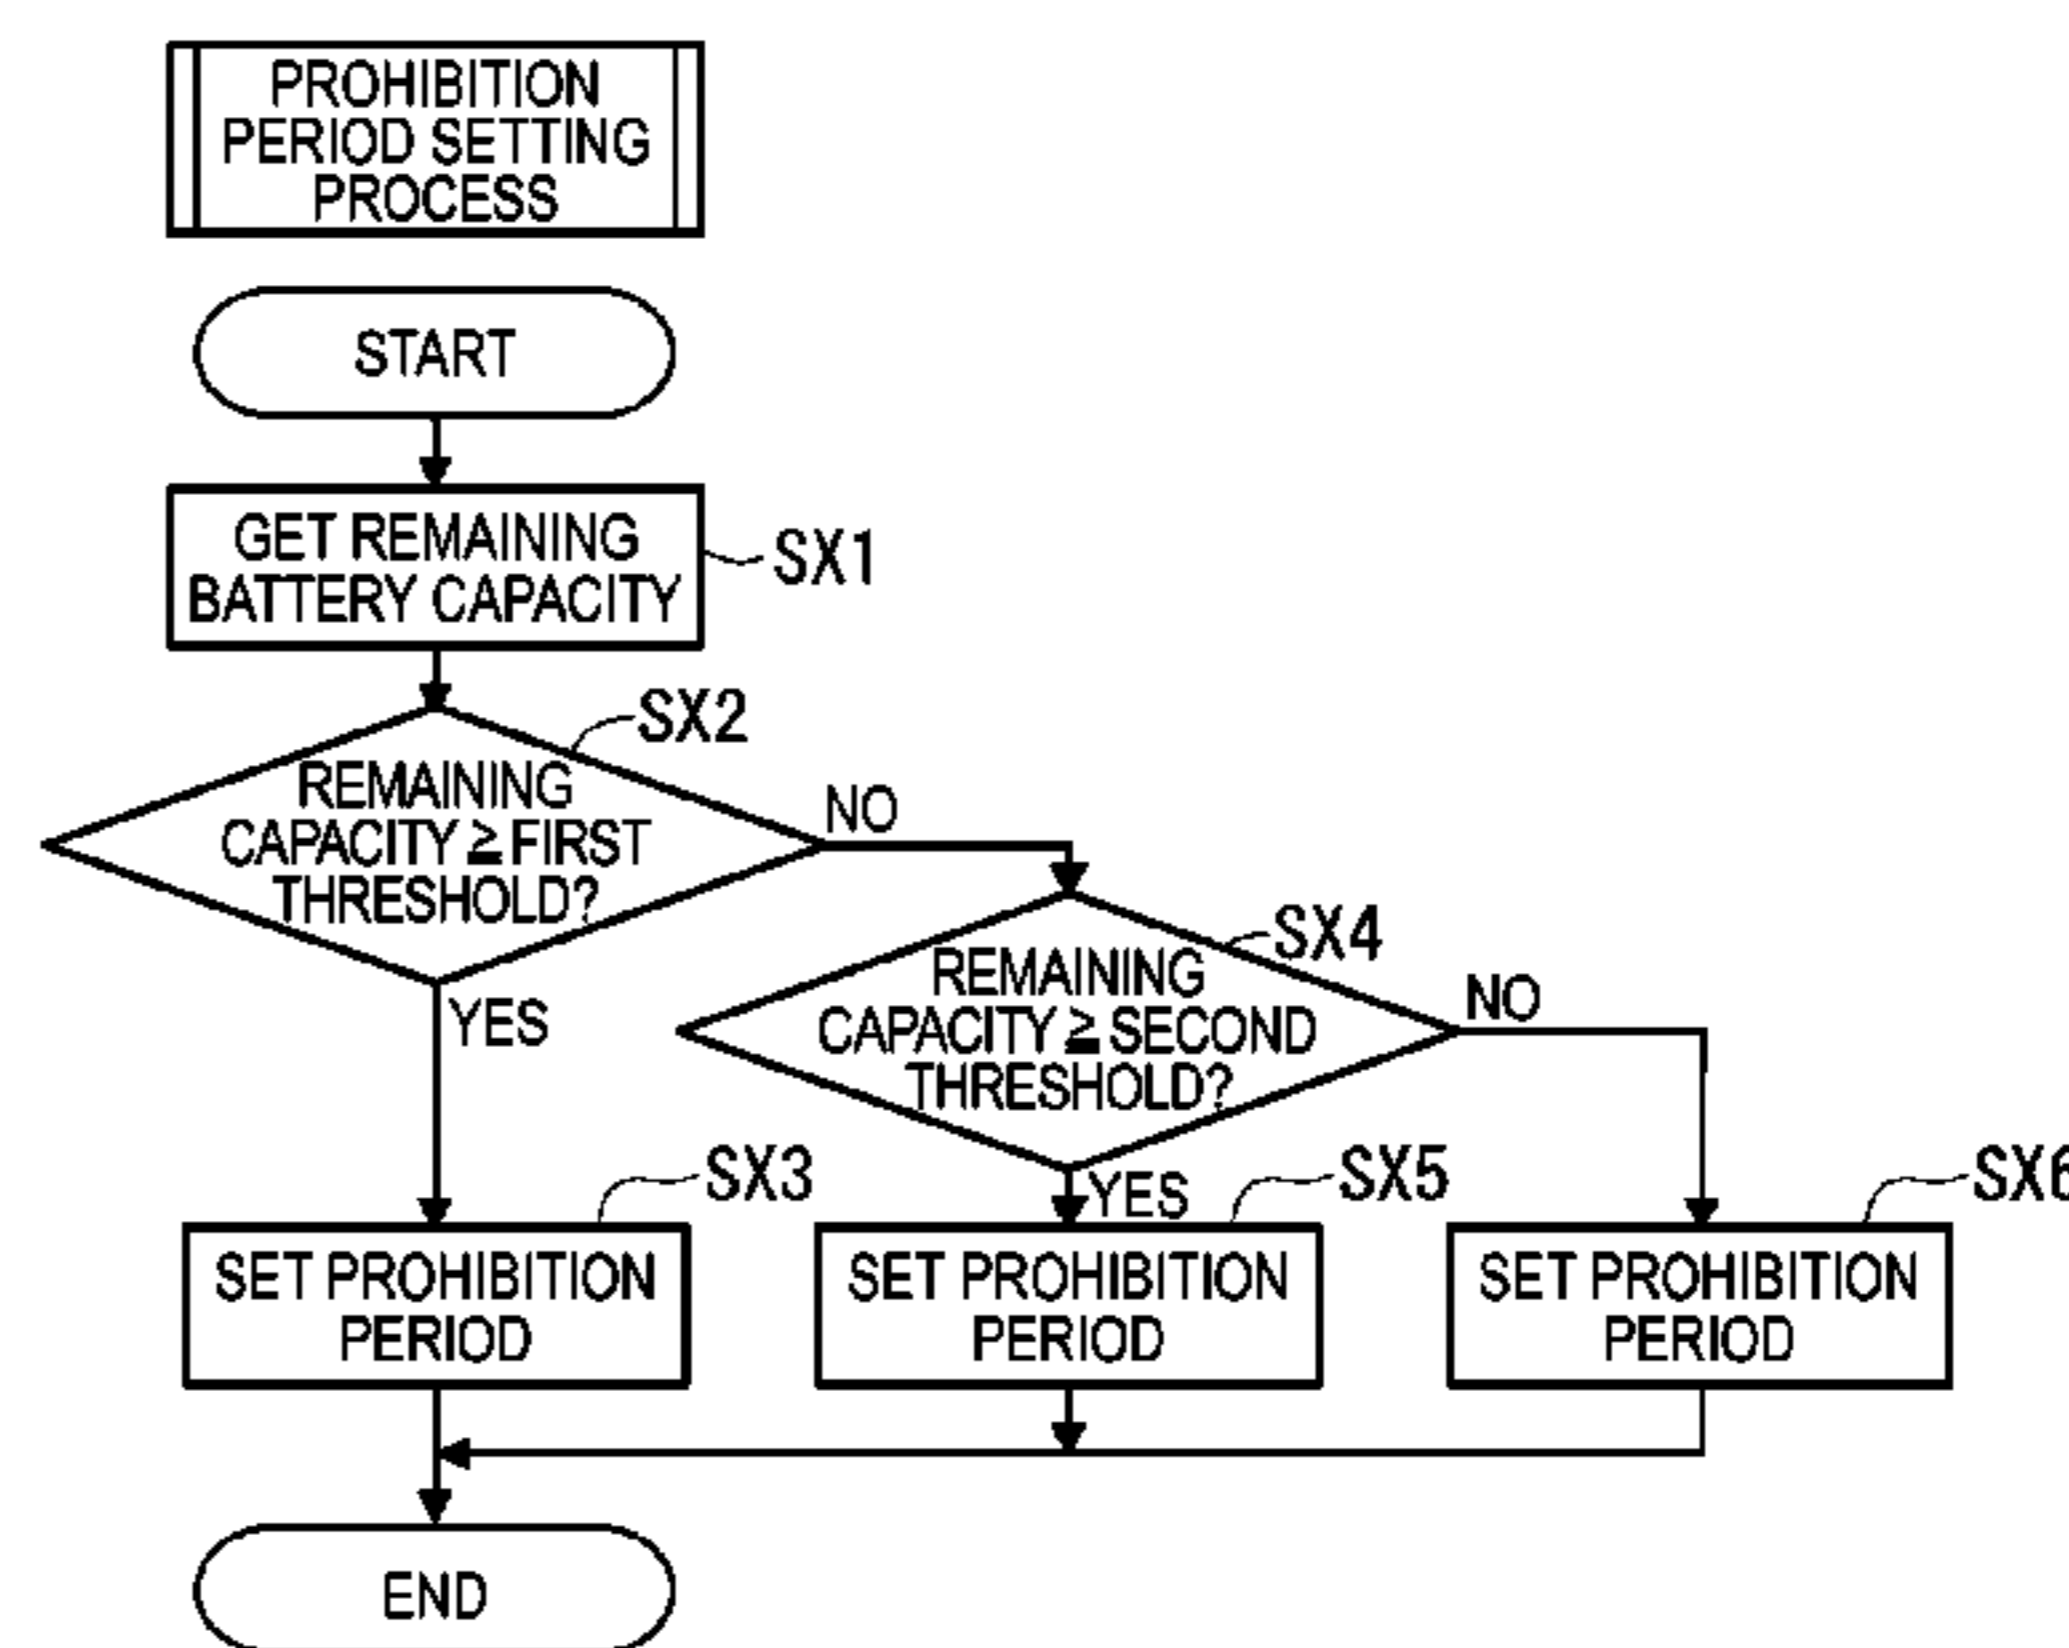 PROHIBITION
PERIOD SETTING
PROCESS
START
GET REMAINING
BATTERY CAPACITY
SX1
SX2
REMAINING
CAPACITY ≧ FIRST
THRESHOLD?
NO
YES
SX4
REMAINING
CAPACITY ≧ SECOND
THRESHOLD?
NO
YES
SX3
SET PROHIBITION
PERIOD
SX5
SET PROHIBITION
PERIOD
SX6
SET PROHIBITION
PERIOD
END